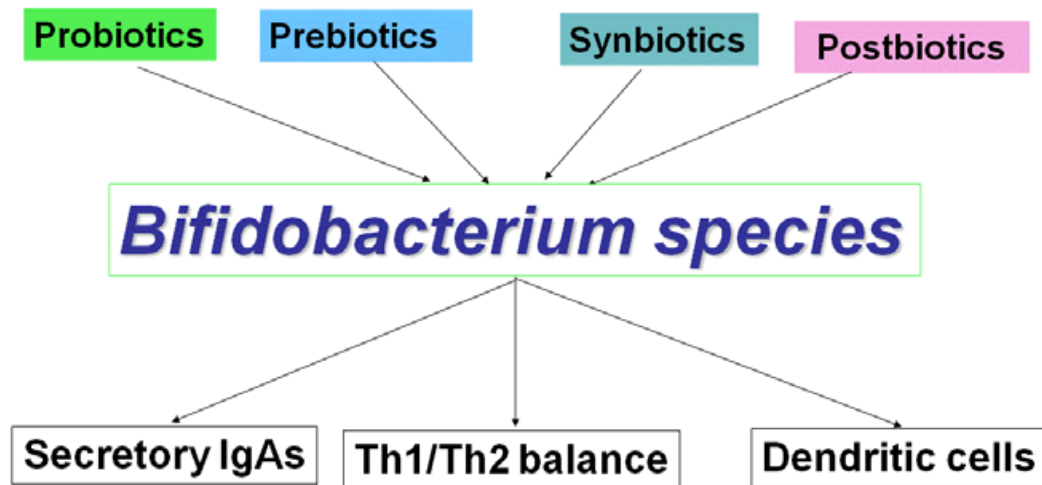 Probiotics
Prebiotics
Synbiotics
Postbiotics
Bifidobacterium species
Secretory IgAs
Th1/Th2 balance
Dendritic cells